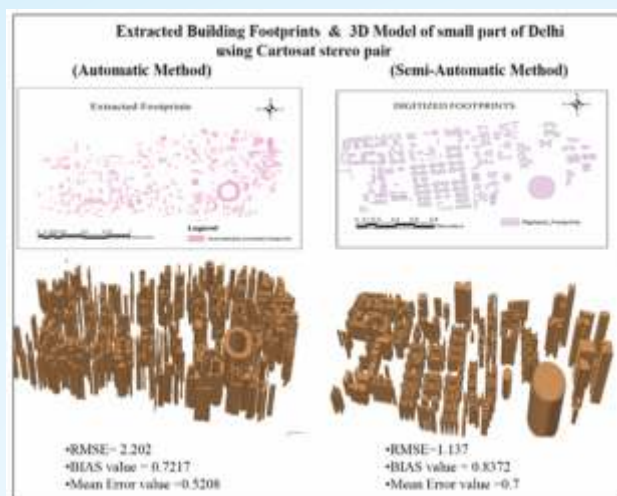 Extracted Building Footprints & 3D Model of small part of Delhi
using Cartosat stereo pair
(Automatic Method)
(Semi-Automatic Method)
Extracted Footprints
DIGITIZED FOOTPRINTS
Legend
•RMSE= 2.202
•BIAS value = 0.7217
•Mean Error value =0.5208
•RMSE=1.137
•BIAS value = 0.8372
•Mean Error value =0.7